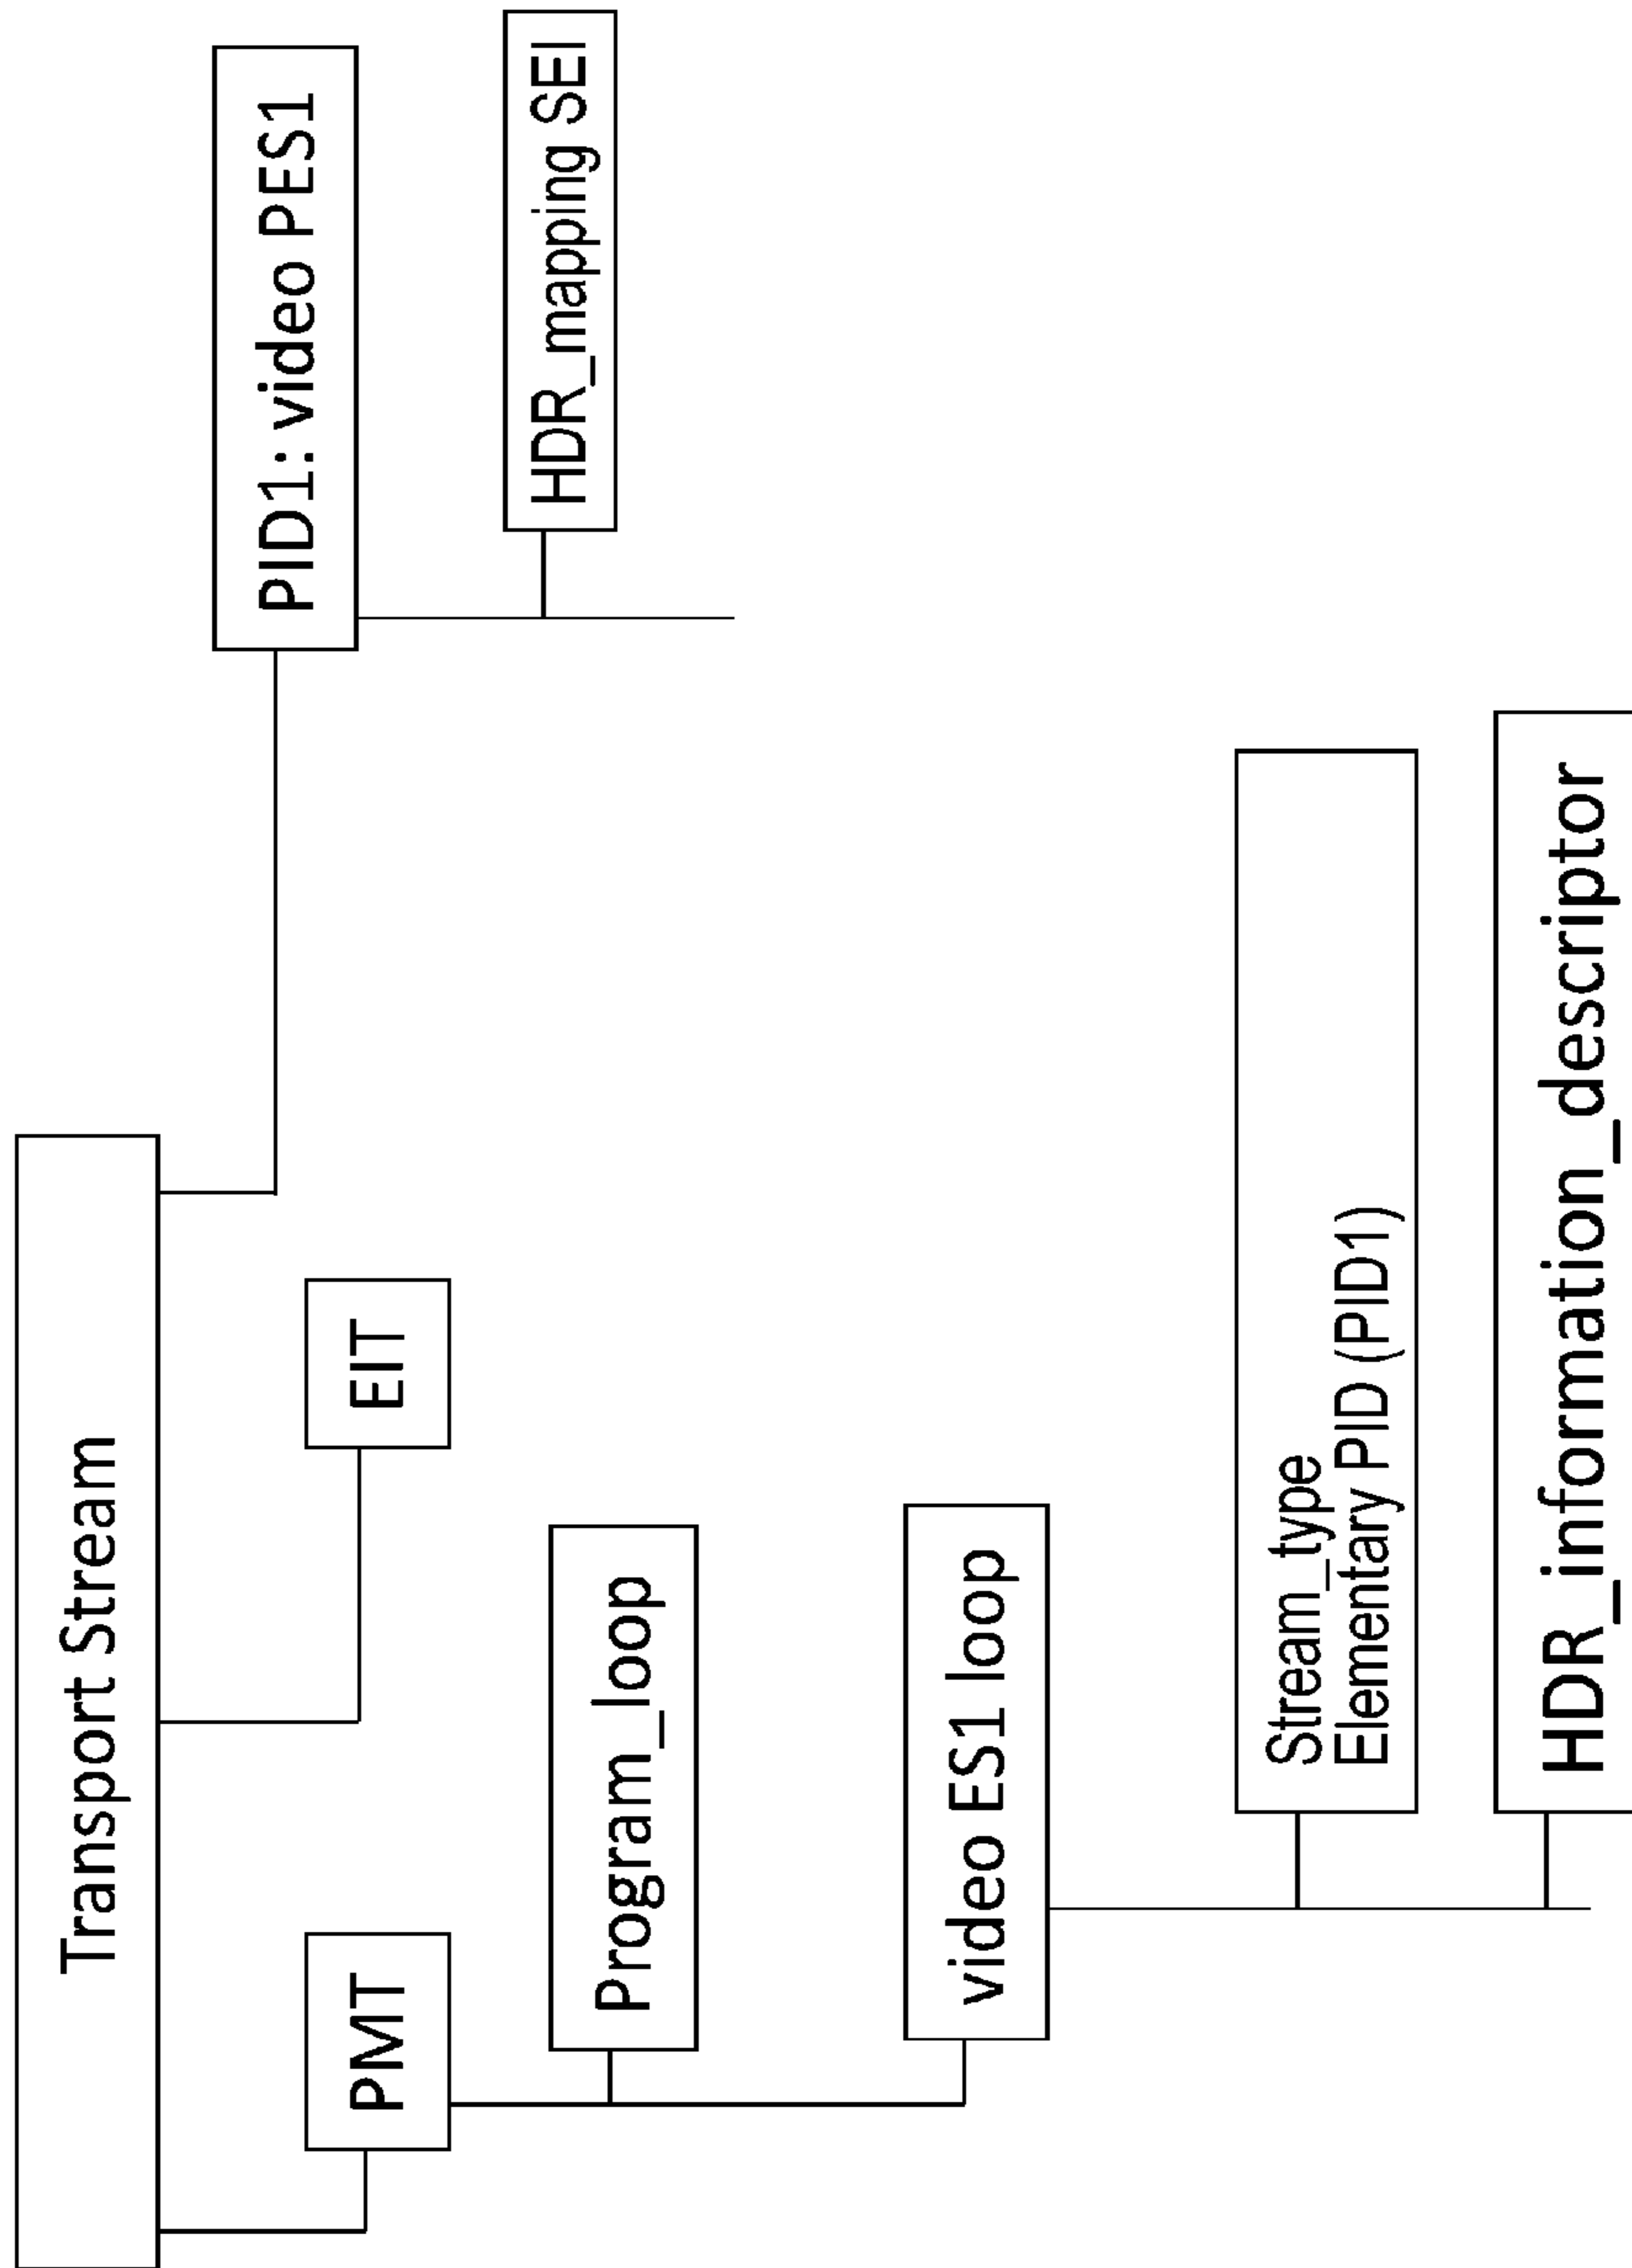 Transport Stream
PMT
EIT
PID1: video PES1
Program_loop
HDR_mapping SEI
video ES1 loop
Stream_type
Elementary PID (PID1)
HDR_information_descriptor